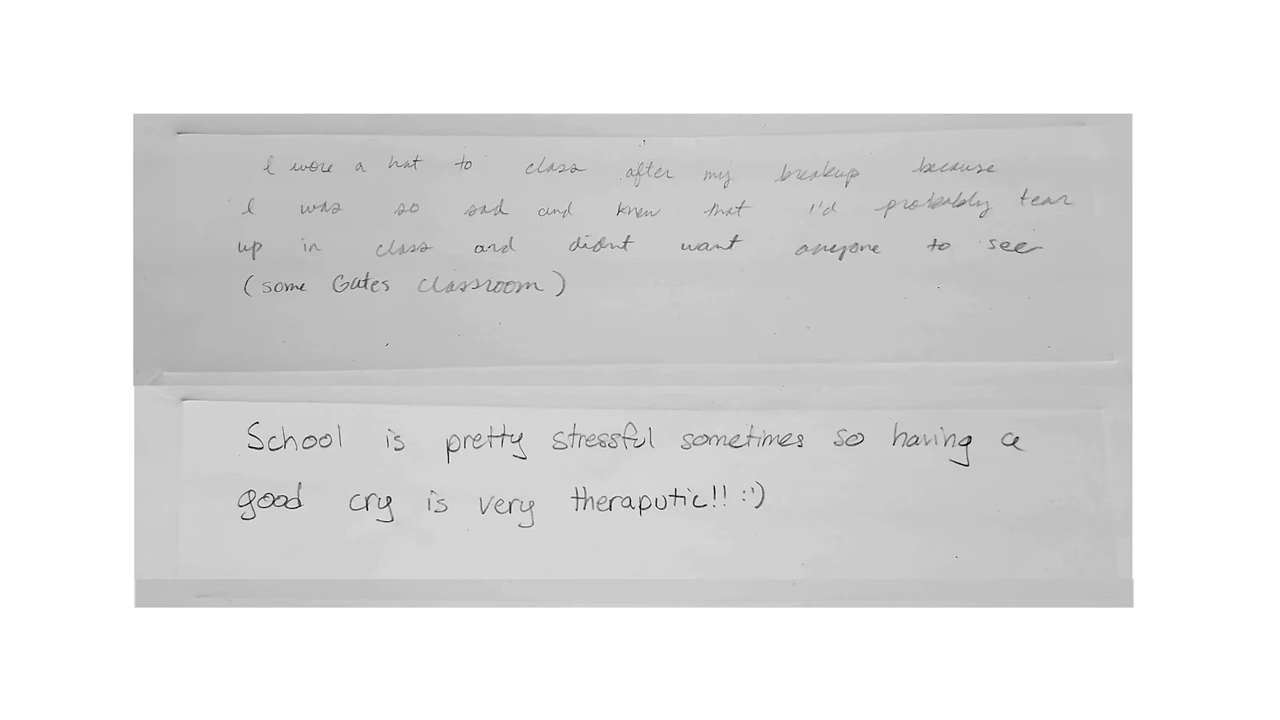 I wore a hat to class after my breakup because
I was so sad and knew that I'd probably tear
up in class and didnt want anyone to see
(some Gates classroom)
School is pretty stressful sometimes so having a
good cry is very theraputic!! :')